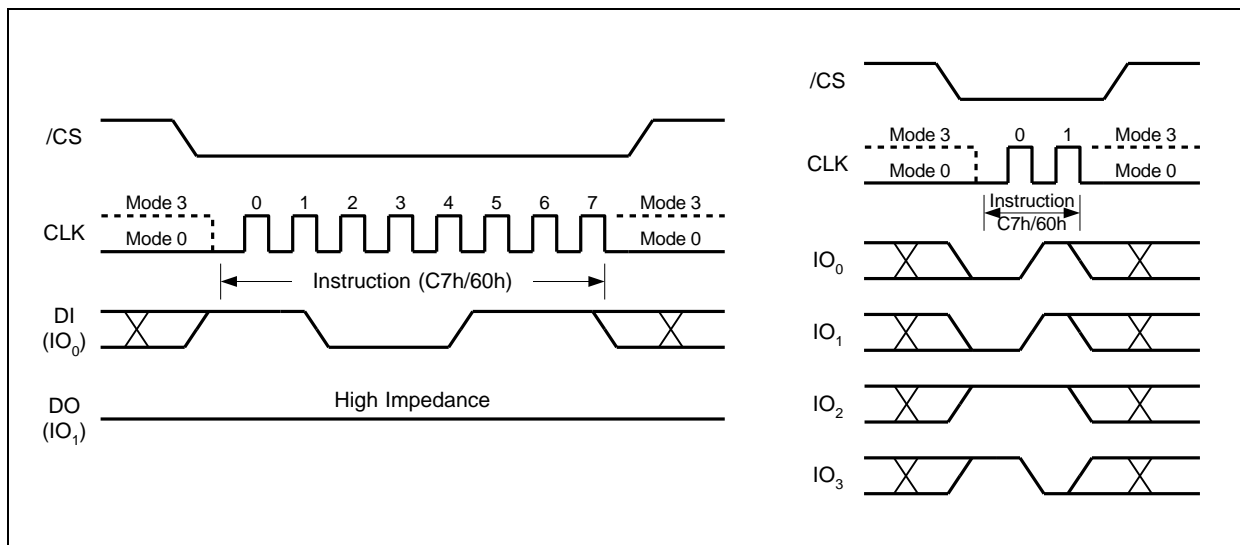 /CS
Mode 3 0 1 2 3 4 5 6 7 Mode 3
CLK Mode 0 Mode 0
Instruction (C7h/60h)
DI
(IO0)
High Impedance
DO
(IO1)
/CS
Mode 3 0 1 Mode 3
CLK Mode 0 Mode 0
Instruction
C7h/60h
IO0
IO1
IO2
IO3